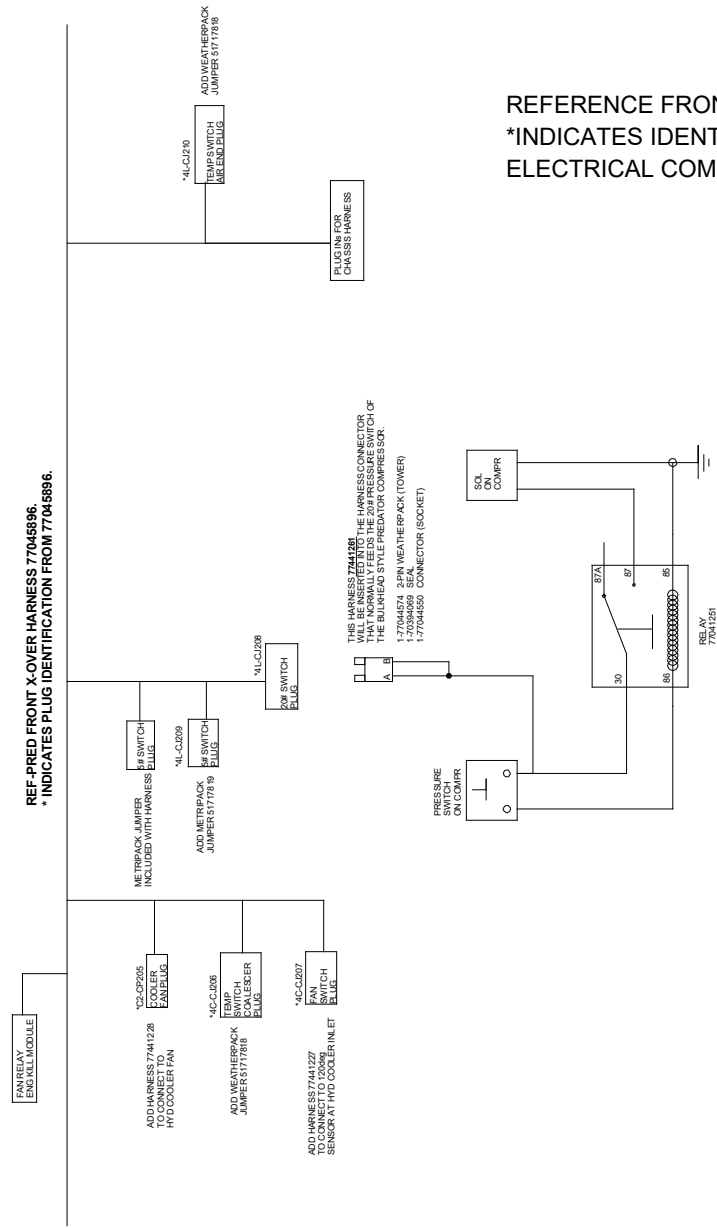 REF-PRED FRONT X-OVER HARNESS 77045896.
* INDICATES PLUG IDENTIFICATION FROM 77045896.
REFERENCE FRON
*INDICATES IDENT
ELECTRICAL COM
FAN RELAY
ENG KILL MODULE
*C2-CP205
COOLER
FAN PLUG
ADD HARNESS 77441228
TO CONNECT TO
HYD COOLER FAN
*4C-CJ206
TEMP
SWITCH
COALESCER
PLUG
ADD WEATHERPACK
JUMPER 51717818
*4C-CJ207
FAN
SWITCH
PLUG
ADD HARNESS 77441227
TO CONNECT TO 120deg
SENSOR AT HYD COOLER INLET
METRIPACK JUMPER
INCLUDED WITH HARNESS
5# SWITCH
PLUG
*4L-CJ209
5# SWITCH
PLUG
ADD METRIPACK
JUMPER 51717819
*4L-CJ208
20# SWITCH
PLUG
*4L-CJ210
TEMP SWITCH
AIR END PLUG
ADD WEATHERPACK
JUMPER 51717818
PLUG INs FOR
CHASSIS HARNESS
THIS HARNESS 77441261
WILL BE INSERTED INTO THE HARNESS CONNECTOR
THAT NORMALLY FEEDS THE 20# PRESSURE SWITCH OF
THE BULKHEAD STYLE PREDATOR COMPRESSOR.
1-77044574 2-PIN WEATHERPACK (TOWER)
1-70394069 SEAL
1-77044550 CONNECTOR (SOCKET)
A
B
PRESSURE
SWITCH
ON COMPR
SOL
ON
COMPR
87A
87
30
85
86
RELAY
77041251